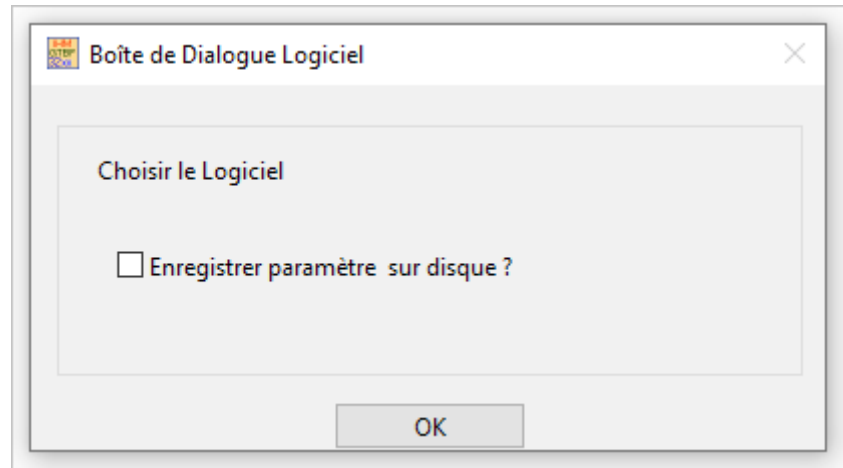 Boîte de Dialogue Logiciel
Choisir le Logiciel
Enregistrer paramètre  sur disque ?
OK